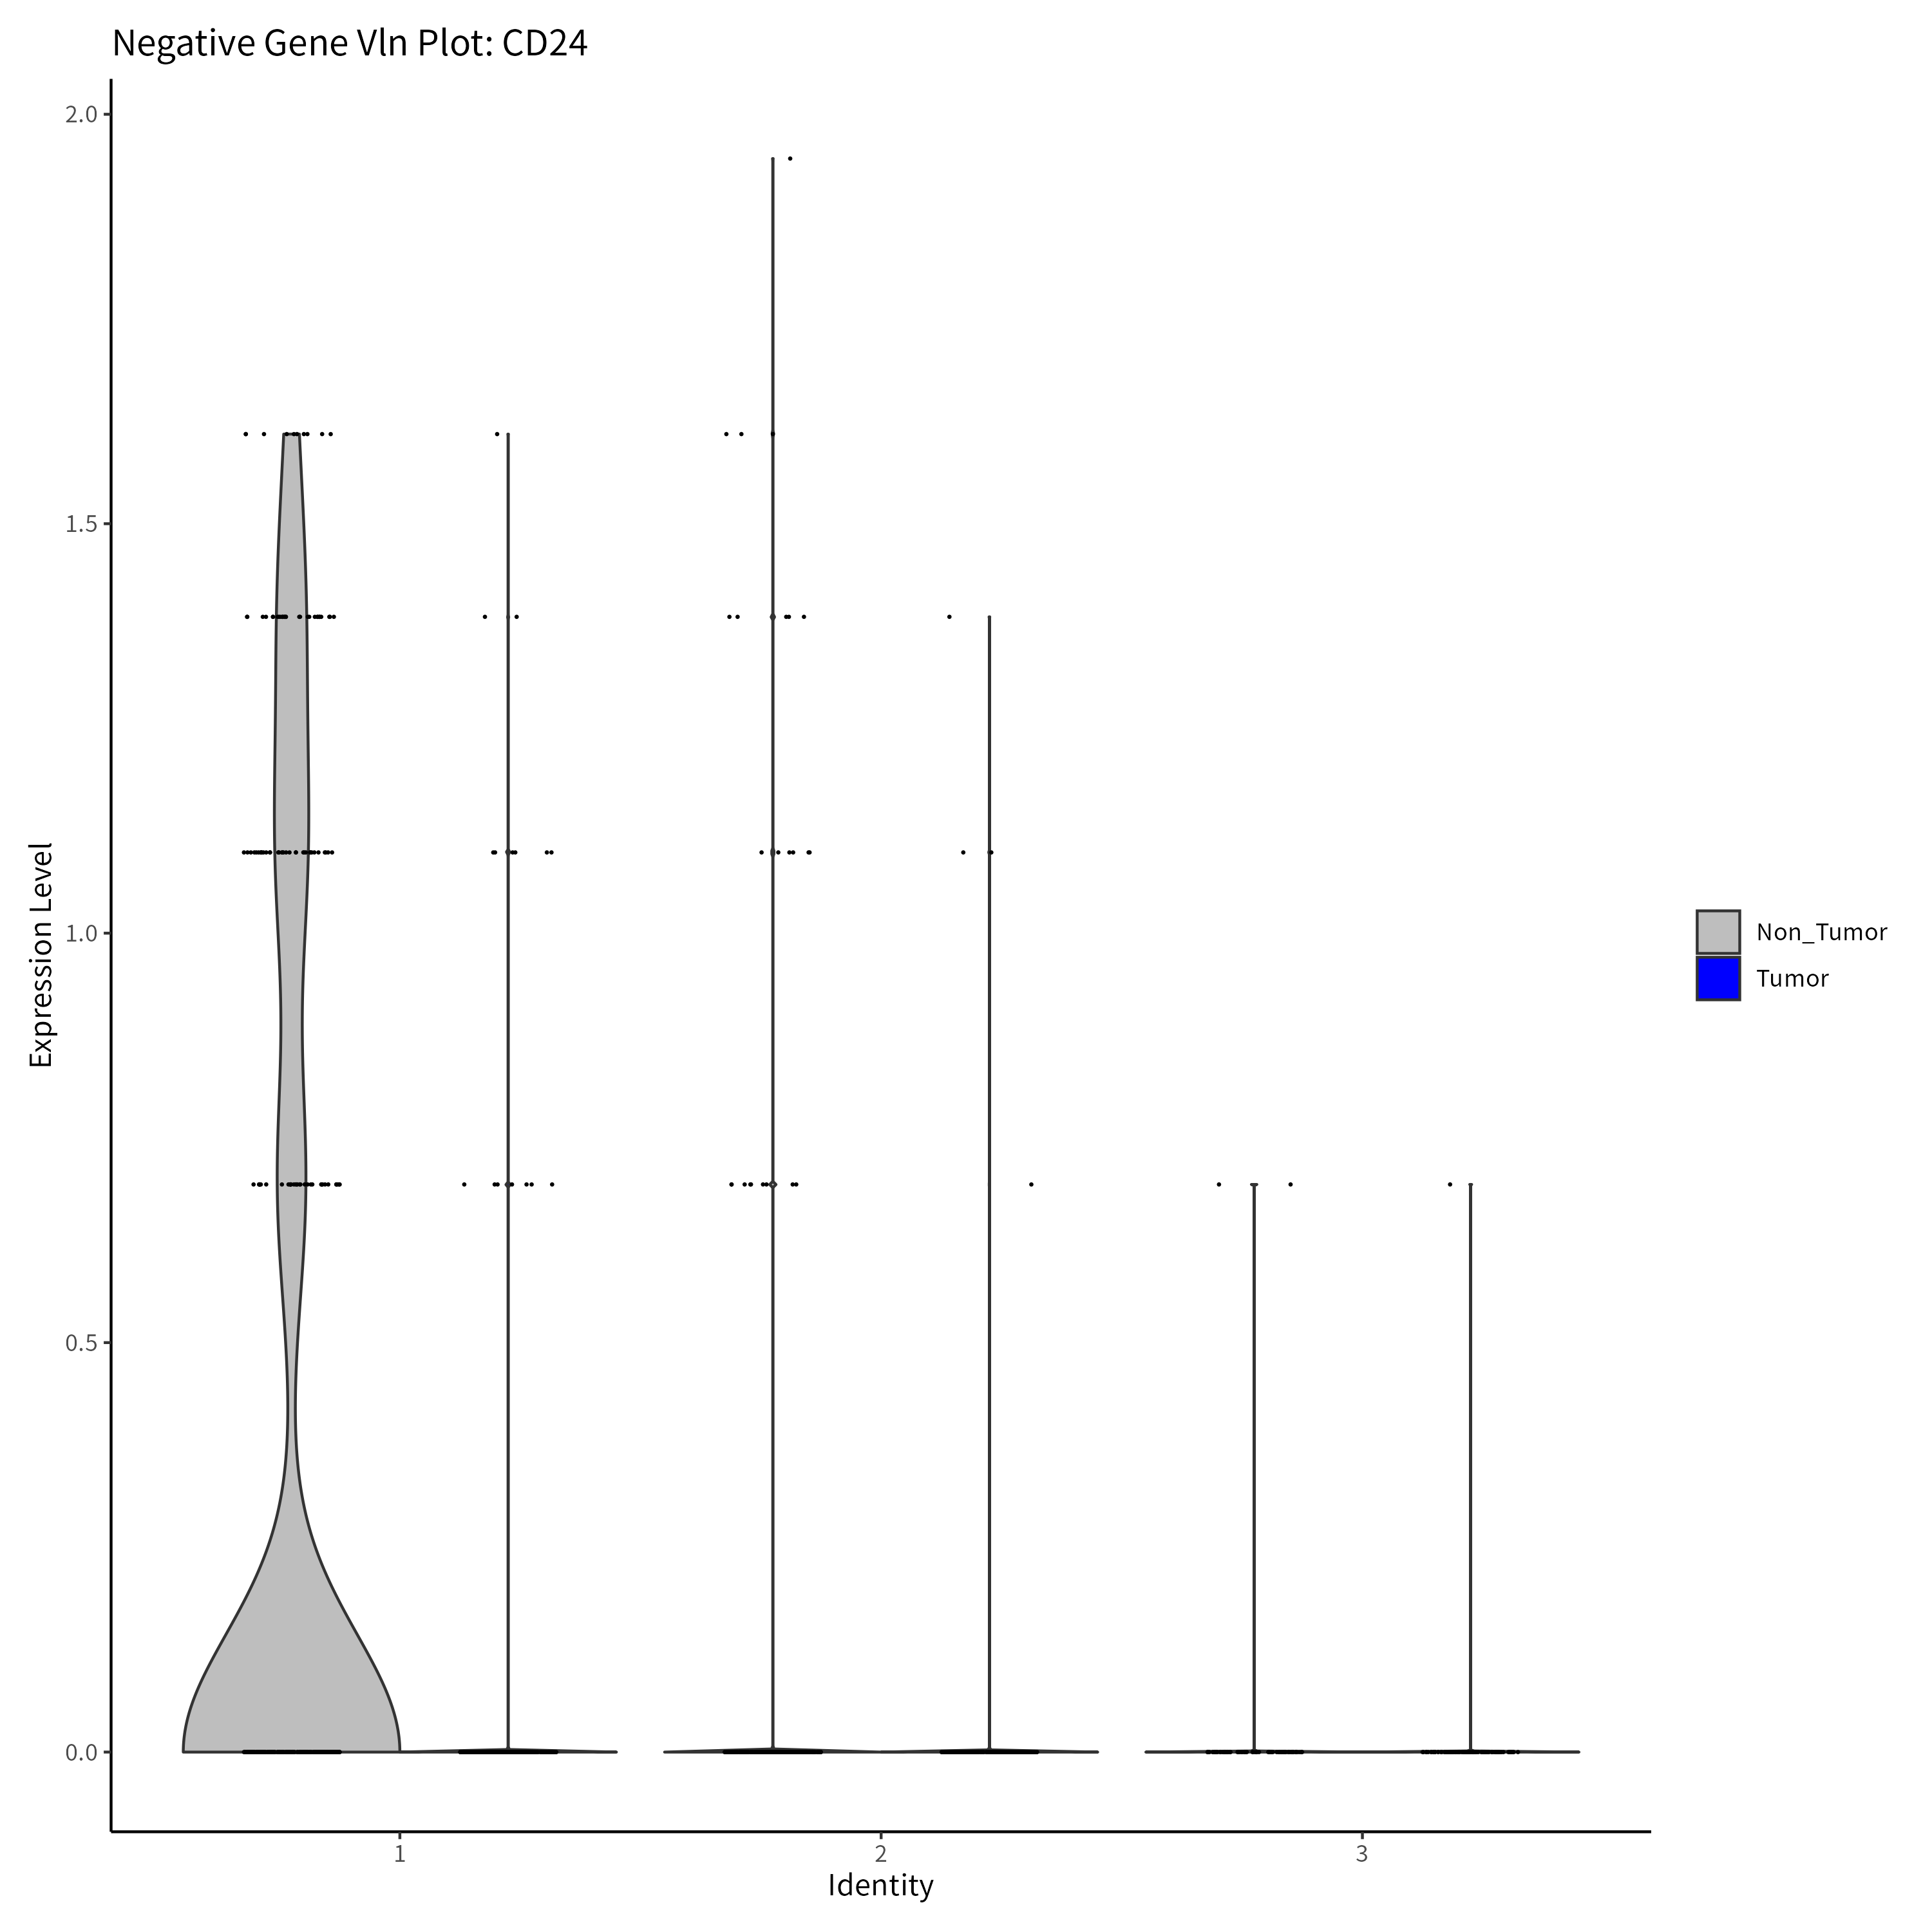 Negative Gene Vln Plot: CD24
2.0
1.5
1.0
0.5
0.0
Expression Level
1
2
3
Identity
Non_Tumor
Tumor